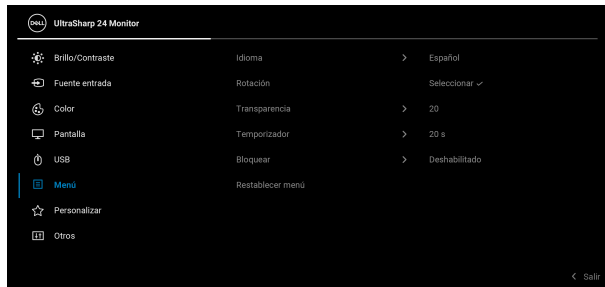 DELL UltraSharp 24 Monitor
Brillo/Contraste Idioma > Español
Fuente entrada Rotación Seleccionar ✓
Color Transparencia > 20
Pantalla Temporizador > 20 s
USB Bloquear > Deshabilitado
Menú Restablecer menú
Personalizar
Otros
< Salir